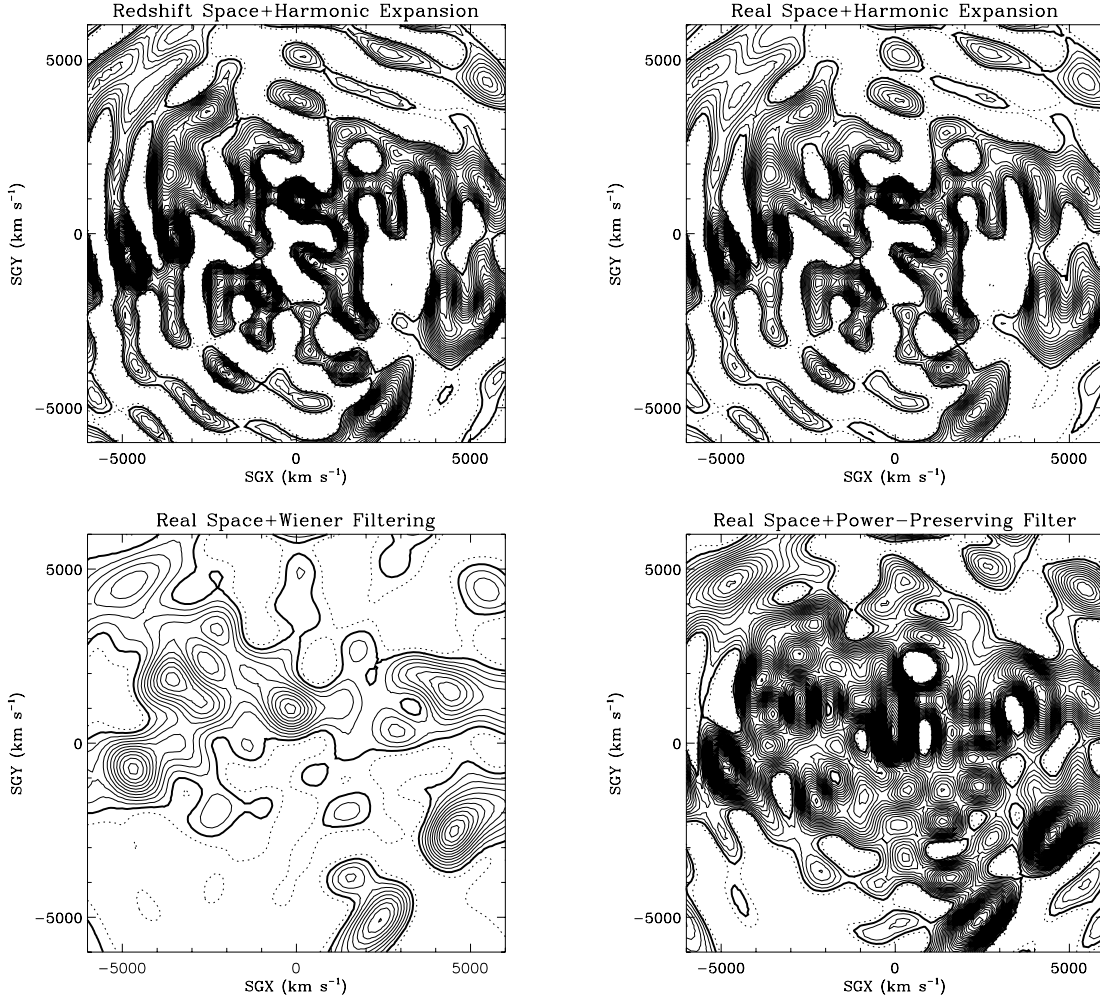 Redshift Space+Harmonic Expansion
Real Space+Harmonic Expansion
5000
0
−5000
SGY (km s⁻¹)
−5000 0 5000
SGX (km s⁻¹)
5000
0
−5000
SGY (km s⁻¹)
−5000 0 5000
SGX (km s⁻¹)
Real Space+Wiener Filtering
Real Space+Power−Preserving Filter
5000
0
−5000
SGY (km s⁻¹)
−5000 0 5000
SGX (km s⁻¹)
5000
0
−5000
SGY (km s⁻¹)
−5000 0 5000
SGX (km s⁻¹)